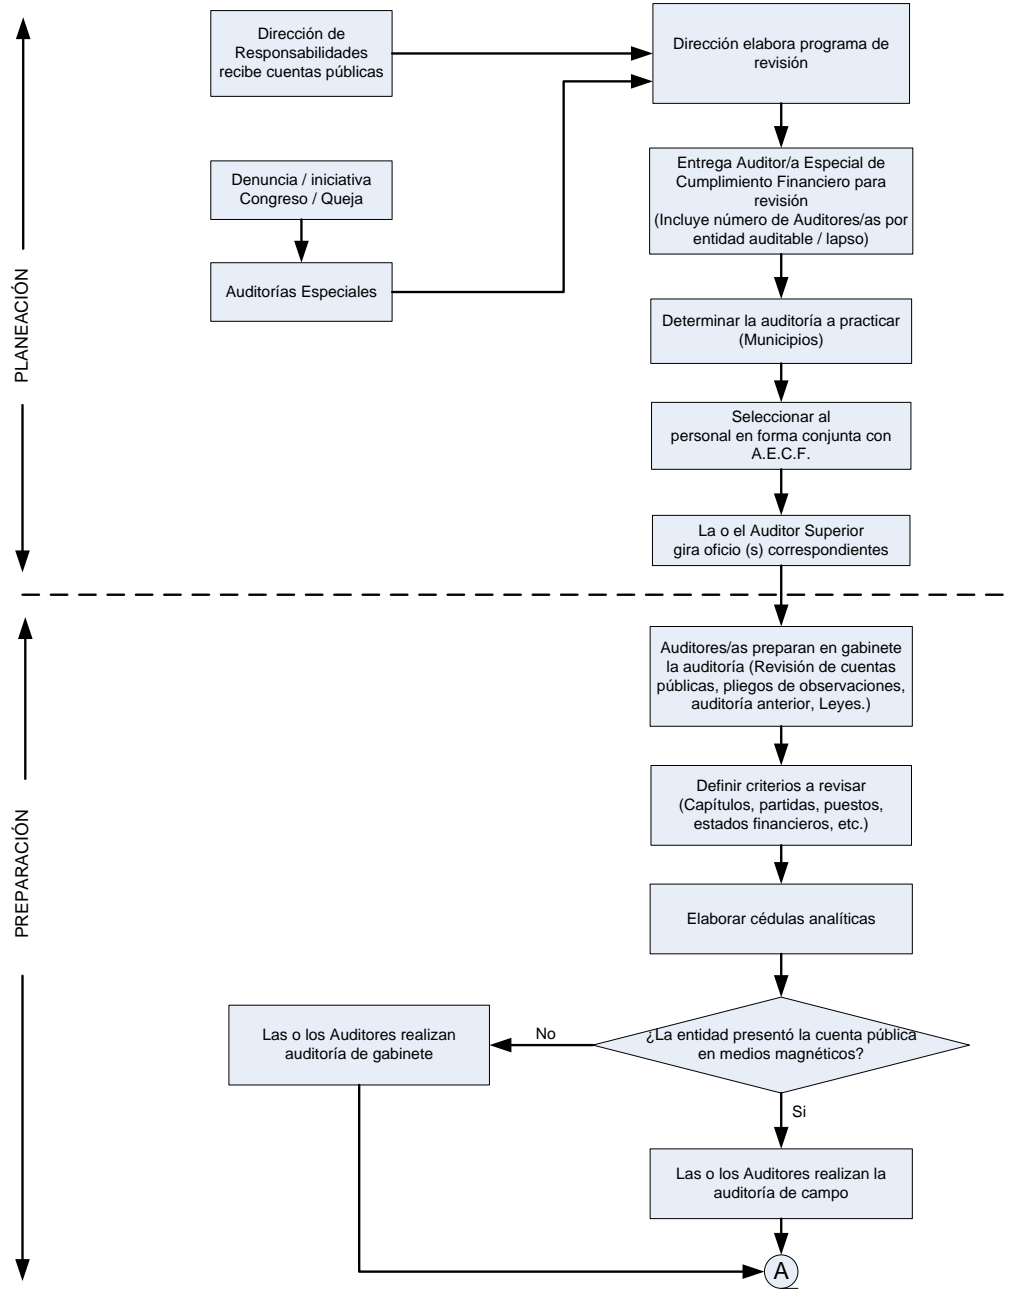 PLANEACIÓN
Dirección de
Responsabilidades
recibe cuentas públicas
Dirección elabora programa de
revisión
Denuncia / iniciativa
Congreso / Queja
Auditorías Especiales
Entrega Auditor/a Especial de
Cumplimiento Financiero para
revisión
(Incluye número de Auditores/as por
entidad auditable / lapso)
Determinar la auditoría a practicar
(Municipios)
Seleccionar al
personal en forma conjunta con
A.E.C.F.
La o el Auditor Superior
gira oficio (s) correspondientes
PREPARACIÓN
Auditores/as preparan en gabinete
la auditoría (Revisión de cuentas
públicas, pliegos de observaciones,
auditoría anterior, Leyes.)
Definir criterios a revisar
(Capítulos, partidas, puestos,
estados financieros, etc.)
Elaborar cédulas analíticas
¿La entidad presentó la cuenta pública
en medios magnéticos?
No
Las o los Auditores realizan
auditoría de gabinete
Si
Las o los Auditores realizan la
auditoría de campo
A